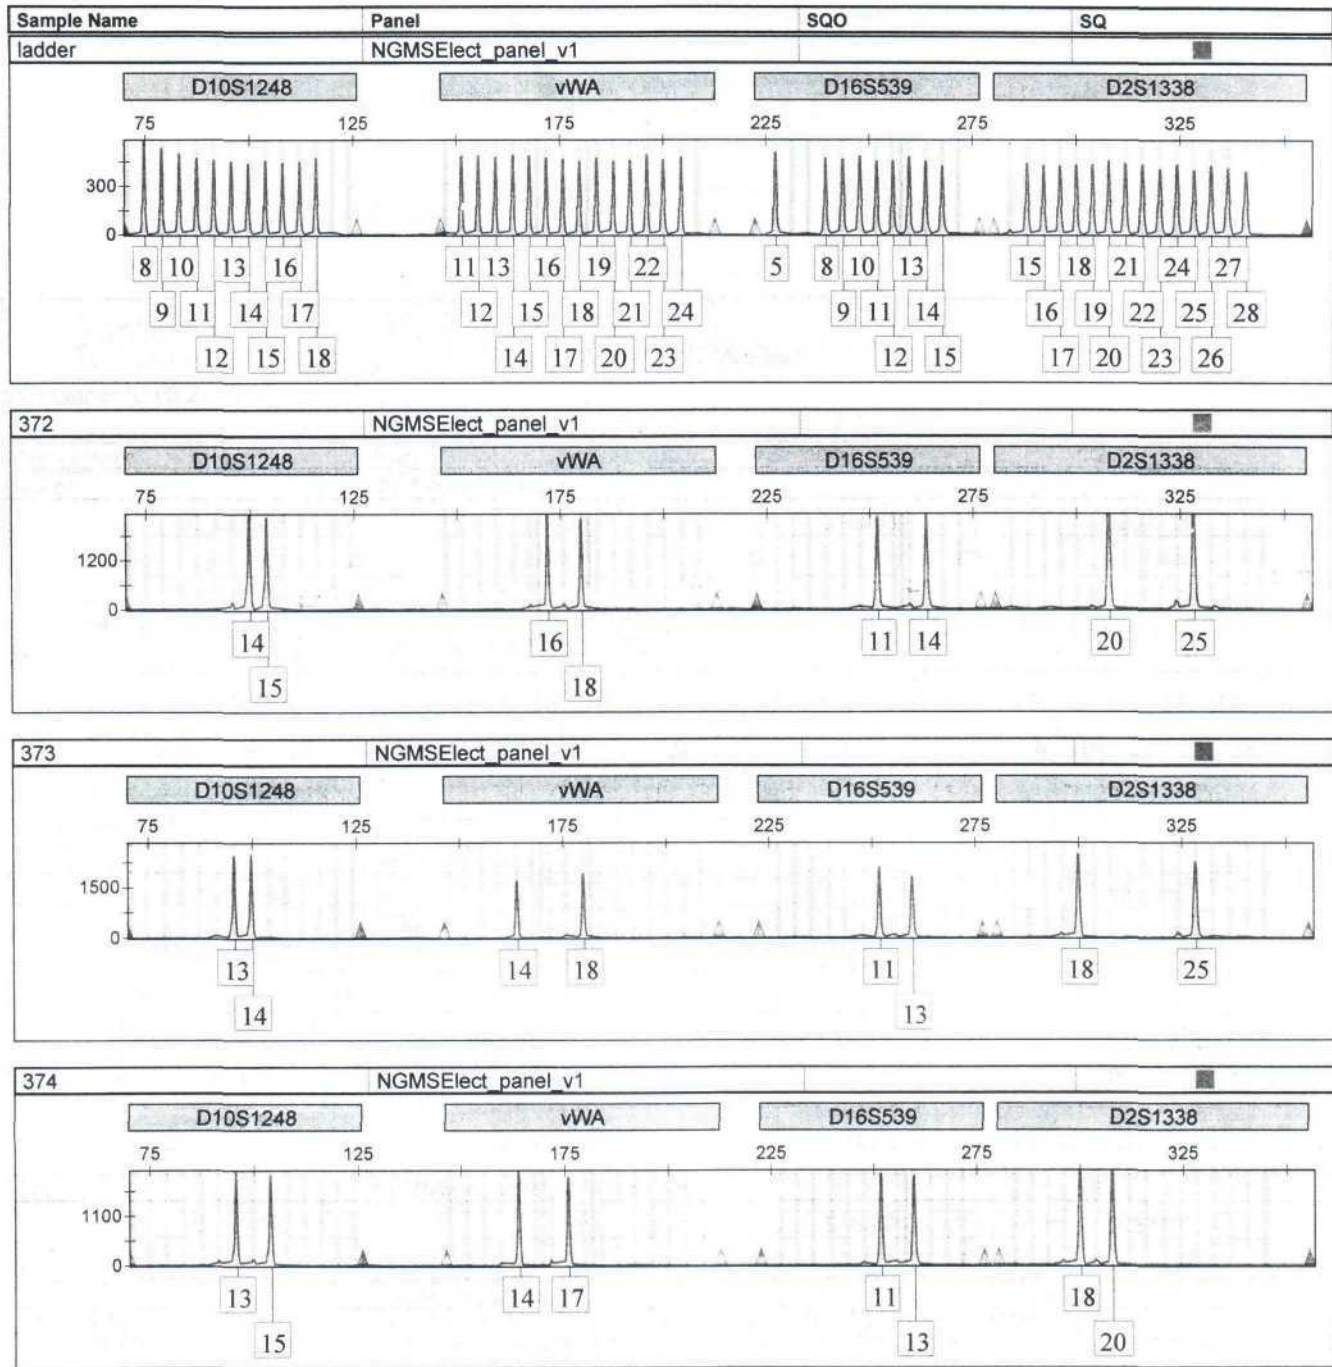 Sample Name Panel SQO SQ
ladder NGMSElect_panel_v1
D10S1248 vWA D16S539 D2S1338
75 125 175 225 275 325
300
0
8 10 13 16 11 13 16 19 22 5 8 10 13 15 18 21 24 27
9 11 14 17 12 15 18 21 24 9 11 14 16 19 22 25 28
12 15 18 14 17 20 23 12 15 17 20 23 26
372 NGMSElect_panel_v1
D10S1248 vWA D16S539 D2S1338
75 125 175 225 275 325
1200
0
14 16 11 14 20 25
15 18
373 NGMSElect_panel_v1
D10S1248 vWA D16S539 D2S1338
75 125 175 225 275 325
1500
0
13 14 18 11 18 25
14 13
374 NGMSElect_panel_v1
D10S1248 vWA D16S539 D2S1338
75 125 175 225 275 325
1100
0
13 14 17 11 18
15 13 20